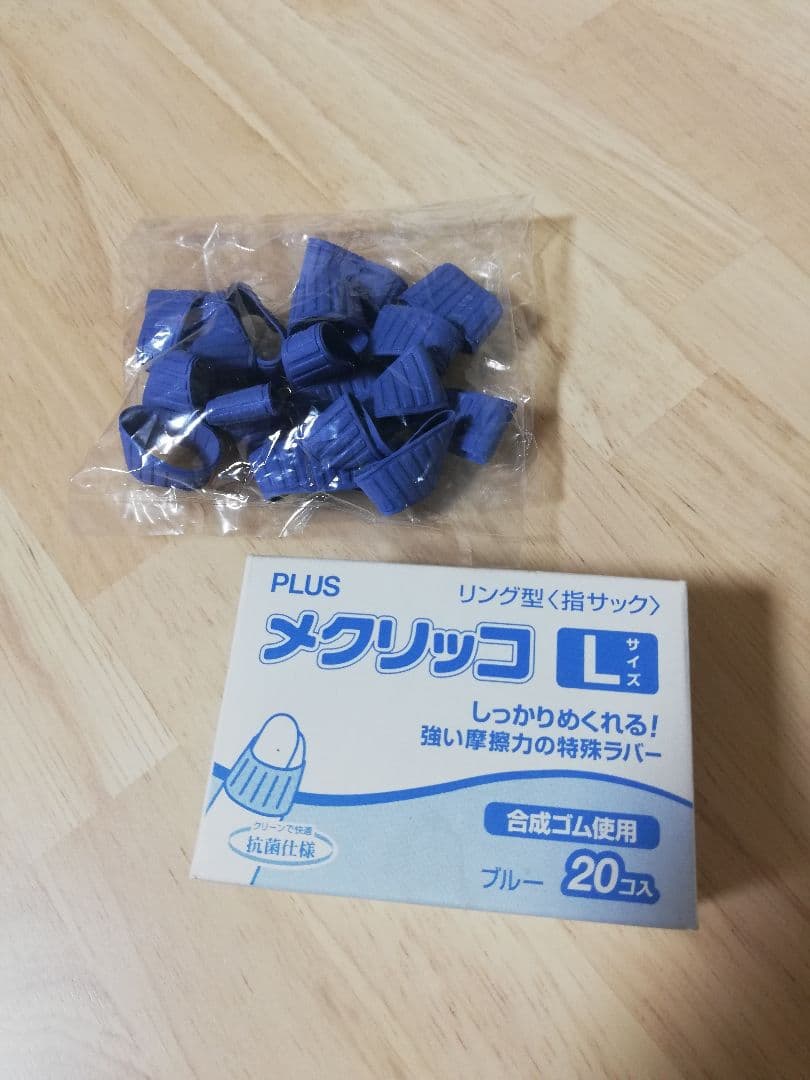 PLUS
リング型〈指サック〉
メクリッコ
Lサイズ
しっかりめくれる!
強い摩擦力の特殊ラバー
クリーンで快適
抗菌仕様
合成ゴム使用
ブルー 20コ入